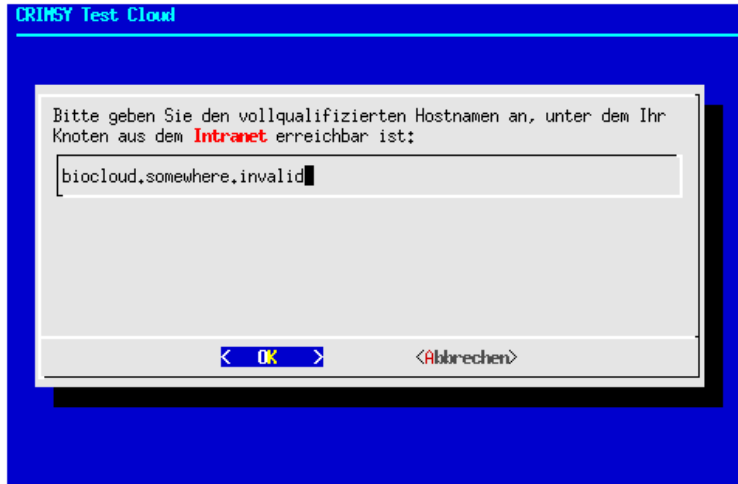 CRIMSY Test Cloud
Bitte geben Sie den vollqualifizierten Hostnamen an, unter dem Ihr
Knoten aus dem Intranet erreichbar ist:
biocloud.somewhere.invalid
< OK > <Abbrechen>